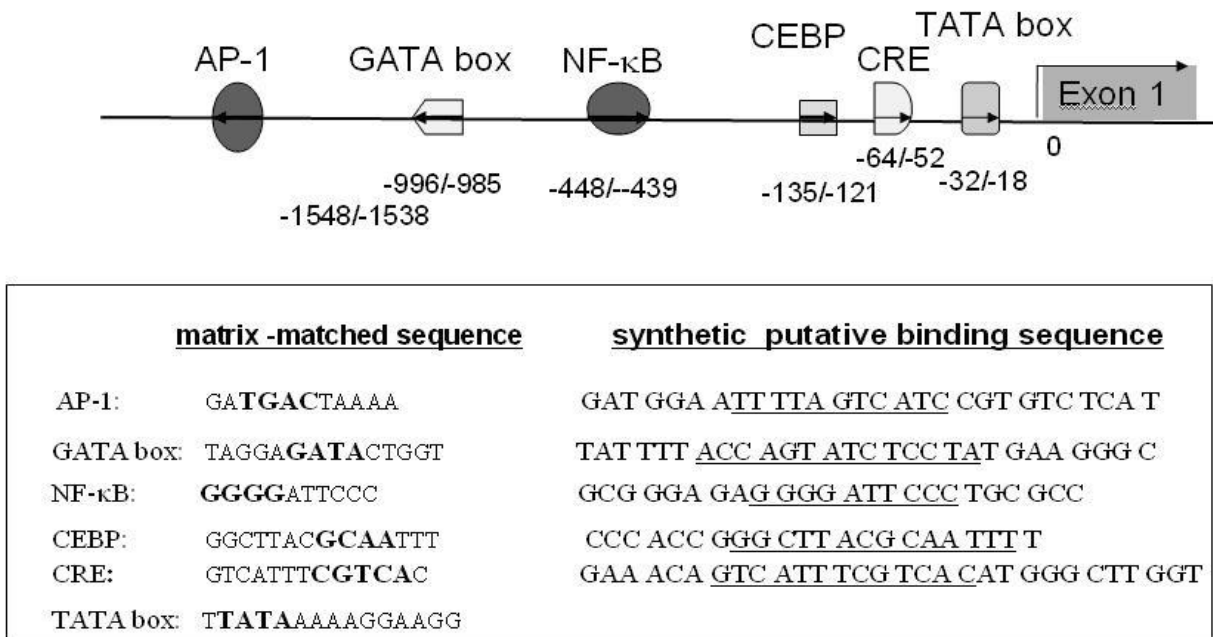 AP-1 GATA box NF-κB CEBP CRE TATA box
Exon 1
-1548/-1538 -996/-985 -448/--439 -135/-121 -64/-52 -32/-18 0
matrix -matched sequence synthetic putative binding sequence
AP-1: GATGACTAAAA GAT GGA ATT TTA GTC ATC CGT GTC TCA T
GATA box: TAGGAGATACTGGT TAT TTT ACC AGT ATC TCC TAT GAA GGG C
NF-κB: GGGGATTCCC GCG GGA GAG GGG ATT CCC TGC GCC
CEBP: GGCTTACGCAATTT CCC ACC GGG CTT ACG CAA TTT T
CRE: GTCATTTCGTCAC GAA ACA GTC ATT TCG TCA CAT GGG CTT GGT
TATA box: TTATAAAAAGGAAGG